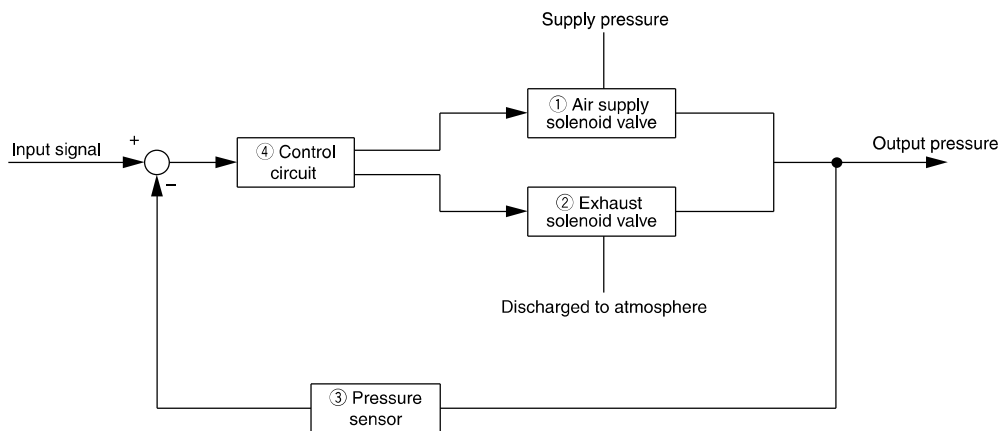 Supply pressure
① Air supply
solenoid valve
Input signal
+
−
④ Control
circuit
Output pressure
② Exhaust
solenoid valve
Discharged to atmosphere
③ Pressure
sensor